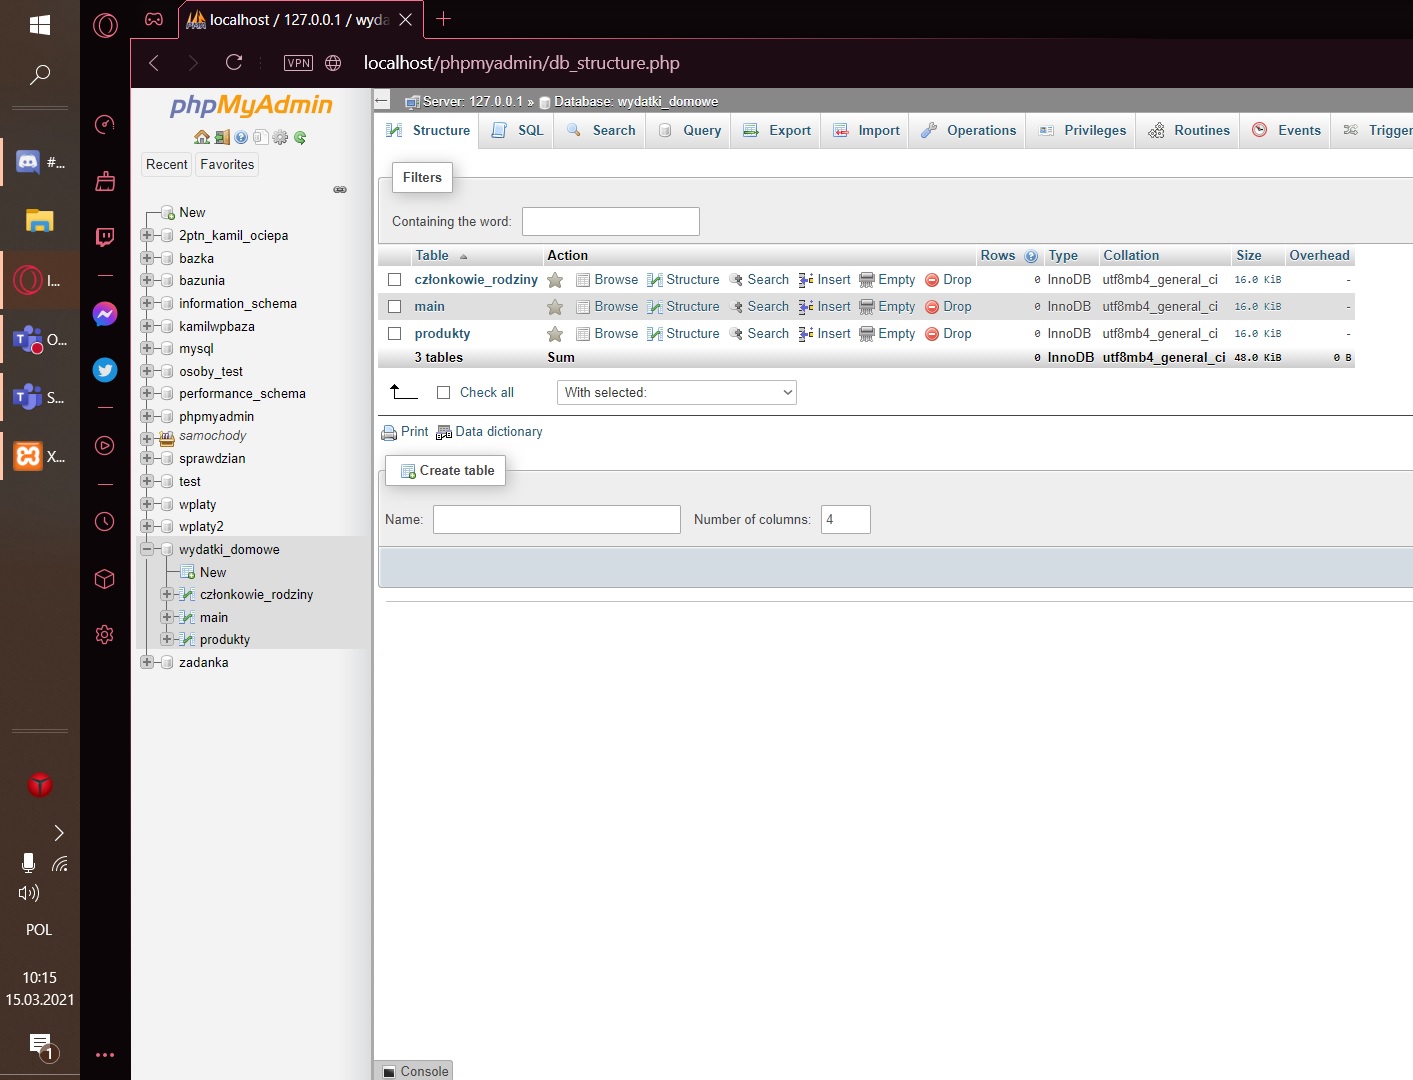 localhost / 127.0.0.1 / wyda
VPN
localhost/phpmyadmin/db_structure.php
phpMyAdmin
Recent
Favorites
New
2ptn_kamil_ociepa
bazka
bazunia
information_schema
kamilwpbaza
mysql
osoby_test
performance_schema
phpmyadmin
samochody
sprawdzian
test
wplaty
wplaty2
wydatki_domowe
New
członkowie_rodziny
main
produkty
zadanka
Server: 127.0.0.1 » Database: wydatki_domowe
Structure SQL Search Query Export Import Operations Privileges Routines Events Trigger
Filters
Containing the word:
Table Action Rows Type Collation Size Overhead
członkowie_rodziny Browse Structure Search Insert Empty Drop 0 InnoDB utf8mb4_general_ci 16.0 KiB -
main Browse Structure Search Insert Empty Drop 0 InnoDB utf8mb4_general_ci 16.0 KiB -
produkty Browse Structure Search Insert Empty Drop 0 InnoDB utf8mb4_general_ci 16.0 KiB -
3 tables Sum 0 InnoDB utf8mb4_general_ci 48.0 KiB 0 B
Check all With selected:
Print Data dictionary
Create table
Name: Number of columns: 4
Console
#...
I...
O...
S...
X...
POL
10:15
15.03.2021
1